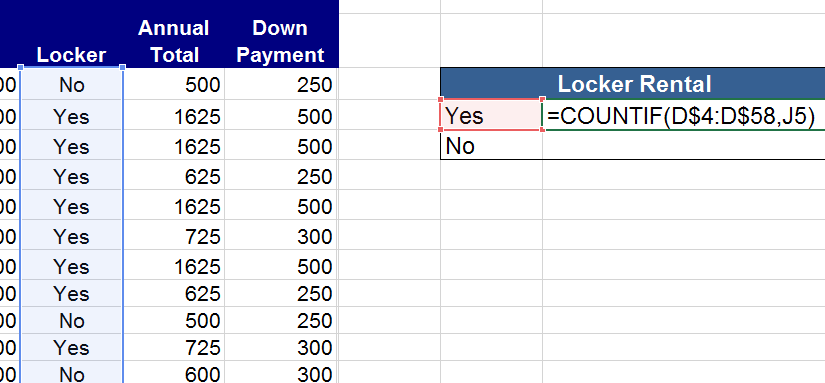 Annual Down
Locker Total Payment
00 No 500 250
Locker Rental
00 Yes 1625 500
Yes =COUNTIF(D$4:D$58,J5)
00 Yes 1625 500
No
00 Yes 625 250
00 Yes 1625 500
00 Yes 725 300
00 Yes 1625 500
00 Yes 625 250
00 No 500 250
00 Yes 725 300
00 No 600 300